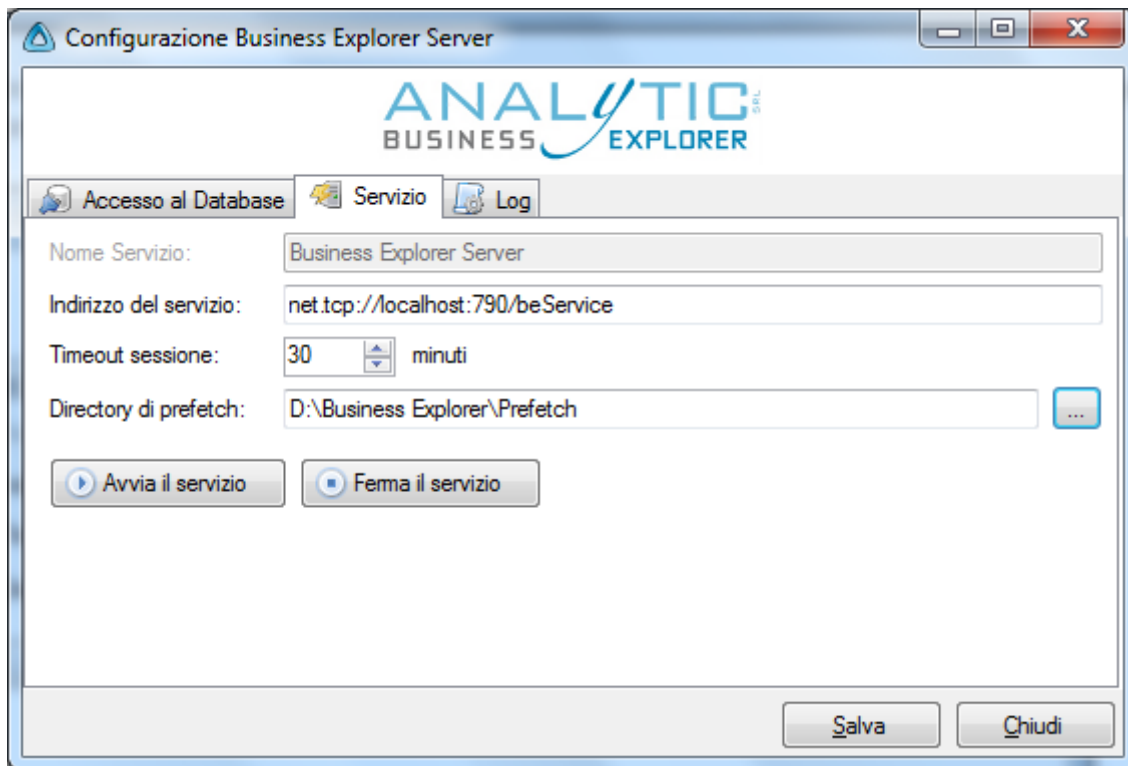 Configurazione Business Explorer Server
ANALYTIC SRL
BUSINESS EXPLORER
Accesso al Database Servizio Log
Nome Servizio: Business Explorer Server
Indirizzo del servizio: net.tcp://localhost:790/beService
Timeout sessione: 30 minuti
Directory di prefetch: D:\Business Explorer\Prefetch ...
Avvia il servizio Ferma il servizio
Salva Chiudi